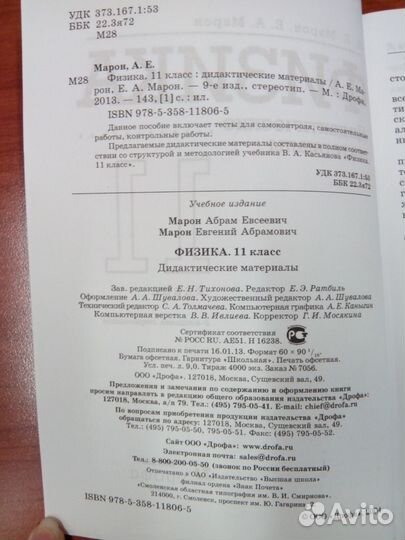 УДК 373.167.1:53
ББК 22.3я72
М28
Марон, А. Е.
М28 Физика. 11 класс : дидактические материалы / А. Е. Ма-
рон, Е. А. Марон. — 9-е изд., стереотип. — М. : Дрофа,
2013. — 143, [1] с. : ил.
ISBN 978-5-358-11806-5
Данное пособие включает тесты для самоконтроля, самостоятельные
работы, контрольные работы.
Предлагаемые дидактические материалы составлены в полном соответ-
ствии со структурой и методологией учебника В. А. Касьянова «Физика.
11 класс».
УДК 373.167.1:53
ББК 22.3я72
Учебное издание
Марон Абрам Евсеевич
Марон Евгений Абрамович
ФИЗИКА. 11 класс
Дидактические материалы
Зав. редакцией Е. Н. Тихонова. Редактор Е. Э. Ратбиль
Оформление А. А. Шувалова. Художественный редактор А. А. Шувалова
Технический редактор С. А. Толмачева. Компьютерная графика А. Е. Каныгин
Компьютерная верстка В. В. Ивлиева. Корректор Г. И. Мосякина
Сертификат соответствия
№ РОСС RU. АЕ51. Н 16238.
Подписано к печати 16.01.13. Формат 60 × 90 1/16.
Бумага офсетная. Гарнитура «Школьная». Печать офсетная.
Усл. печ. л. 9,0. Тираж 4000 экз. Заказ № 7056.
ООО «Дрофа». 127018, Москва, Сущевский вал, 49.
Предложения и замечания по содержанию и оформлению книги
просим направлять в редакцию общего образования издательства «Дрофа»:
127018, Москва, а/я 79. Тел.: (495) 795-05-41. E-mail: chief@drofa.ru
По вопросам приобретения продукции издательства «Дрофа»
обращаться по адресу: 127018, Москва, Сущевский вал, 49.
Тел.: (495) 795-05-50, 795-05-51. Факс: (495) 795-05-52.
Сайт ООО «Дрофа»: www.drofa.ru
Электронная почта: sales@drofa.ru
Тел.: 8-800-200-05-50 (звонок по России бесплатный)
Отпечатано в ОАО «Издательство «Высшая школа»
филиал ордена «Знак Почета»
«Смоленская областная типография им. В. И. Смирнова».
214000, г. Смоленск, проспект им. Ю. Гагарина, 2.
ISBN 978-5-358-11806-5
© ООО «Дрофа»
Avito